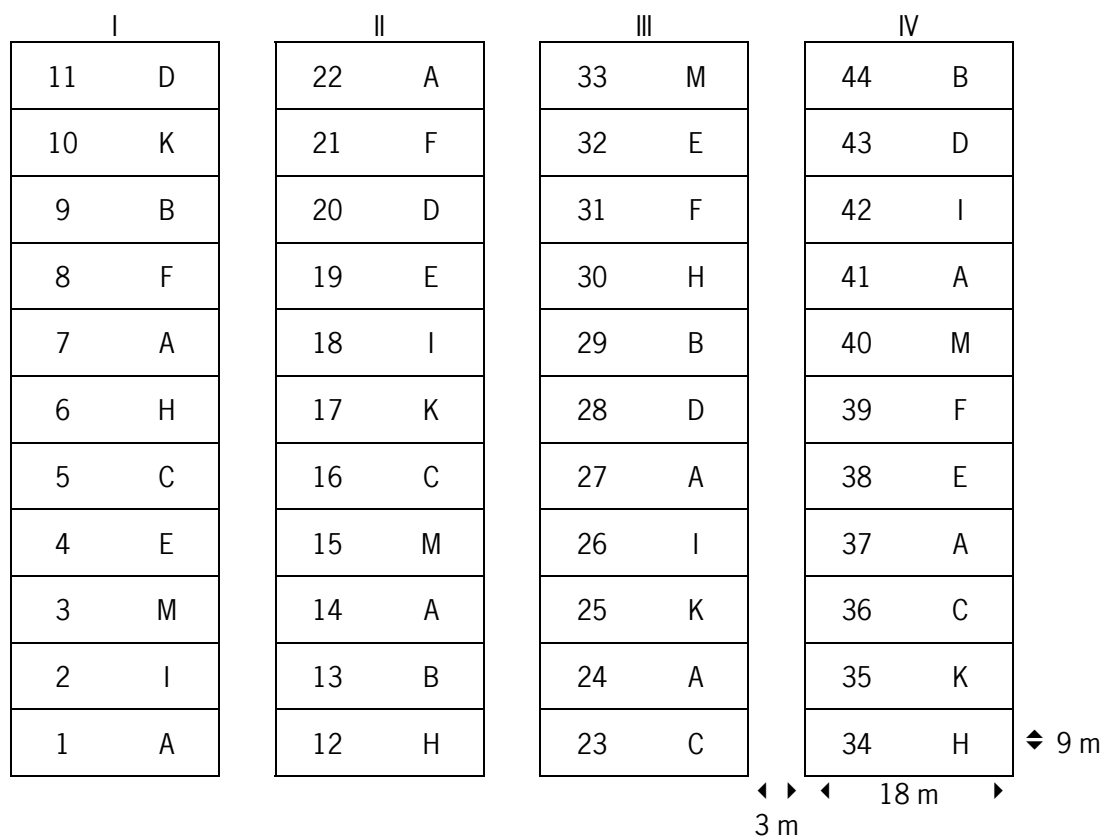 I II III IV
11 D 22 A 33 M 44 B
10 K 21 F 32 E 43 D
9 B 20 D 31 F 42 I
8 F 19 E 30 H 41 A
7 A 18 I 29 B 40 M
6 H 17 K 28 D 39 F
5 C 16 C 27 A 38 E
4 E 15 M 26 I 37 A
3 M 14 A 25 K 36 C
2 I 13 B 24 A 35 K
1 A 12 H 23 C 34 H 9 m
18 m
3 m